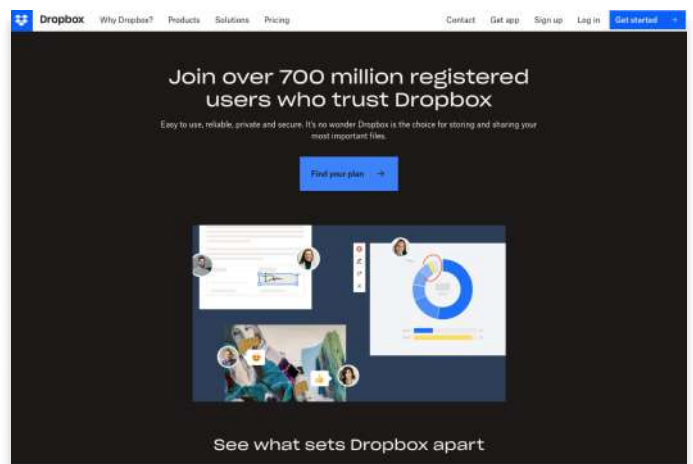 Dropbox Why Dropbox? Products Solutions Pricing Contact Get app Sign up Log in Get started
Join over 700 million registered
users who trust Dropbox
Easy to use, reliable, private and secure. It's no wonder Dropbox is the choice for storing and sharing your
most important files.
Find your plan
See what sets Dropbox apart